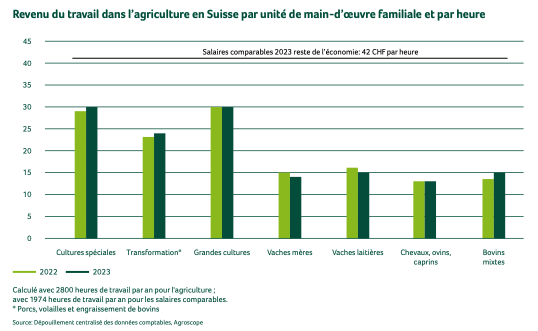 Revenu du travail dans l'agriculture en Suisse par unité de main-d'œuvre familiale et par heure
45
Salaires comparables 2023 reste de l'économie: 42 CHF par heure
40
35
30
25
20
15
10
5
0
Cultures spéciales Transformation* Grandes cultures Vaches mères Vaches laitières Chevaux, ovins, Bovins
caprins mixtes
2022 2023
Calculé avec 2800 heures de travail par an pour l'agriculture ;
avec 1974 heures de travail par an pour les salaires comparables.
* Porcs, volailles et engraissement de bovins
Source: Dépouillement centralisé des données comptables, Agroscope